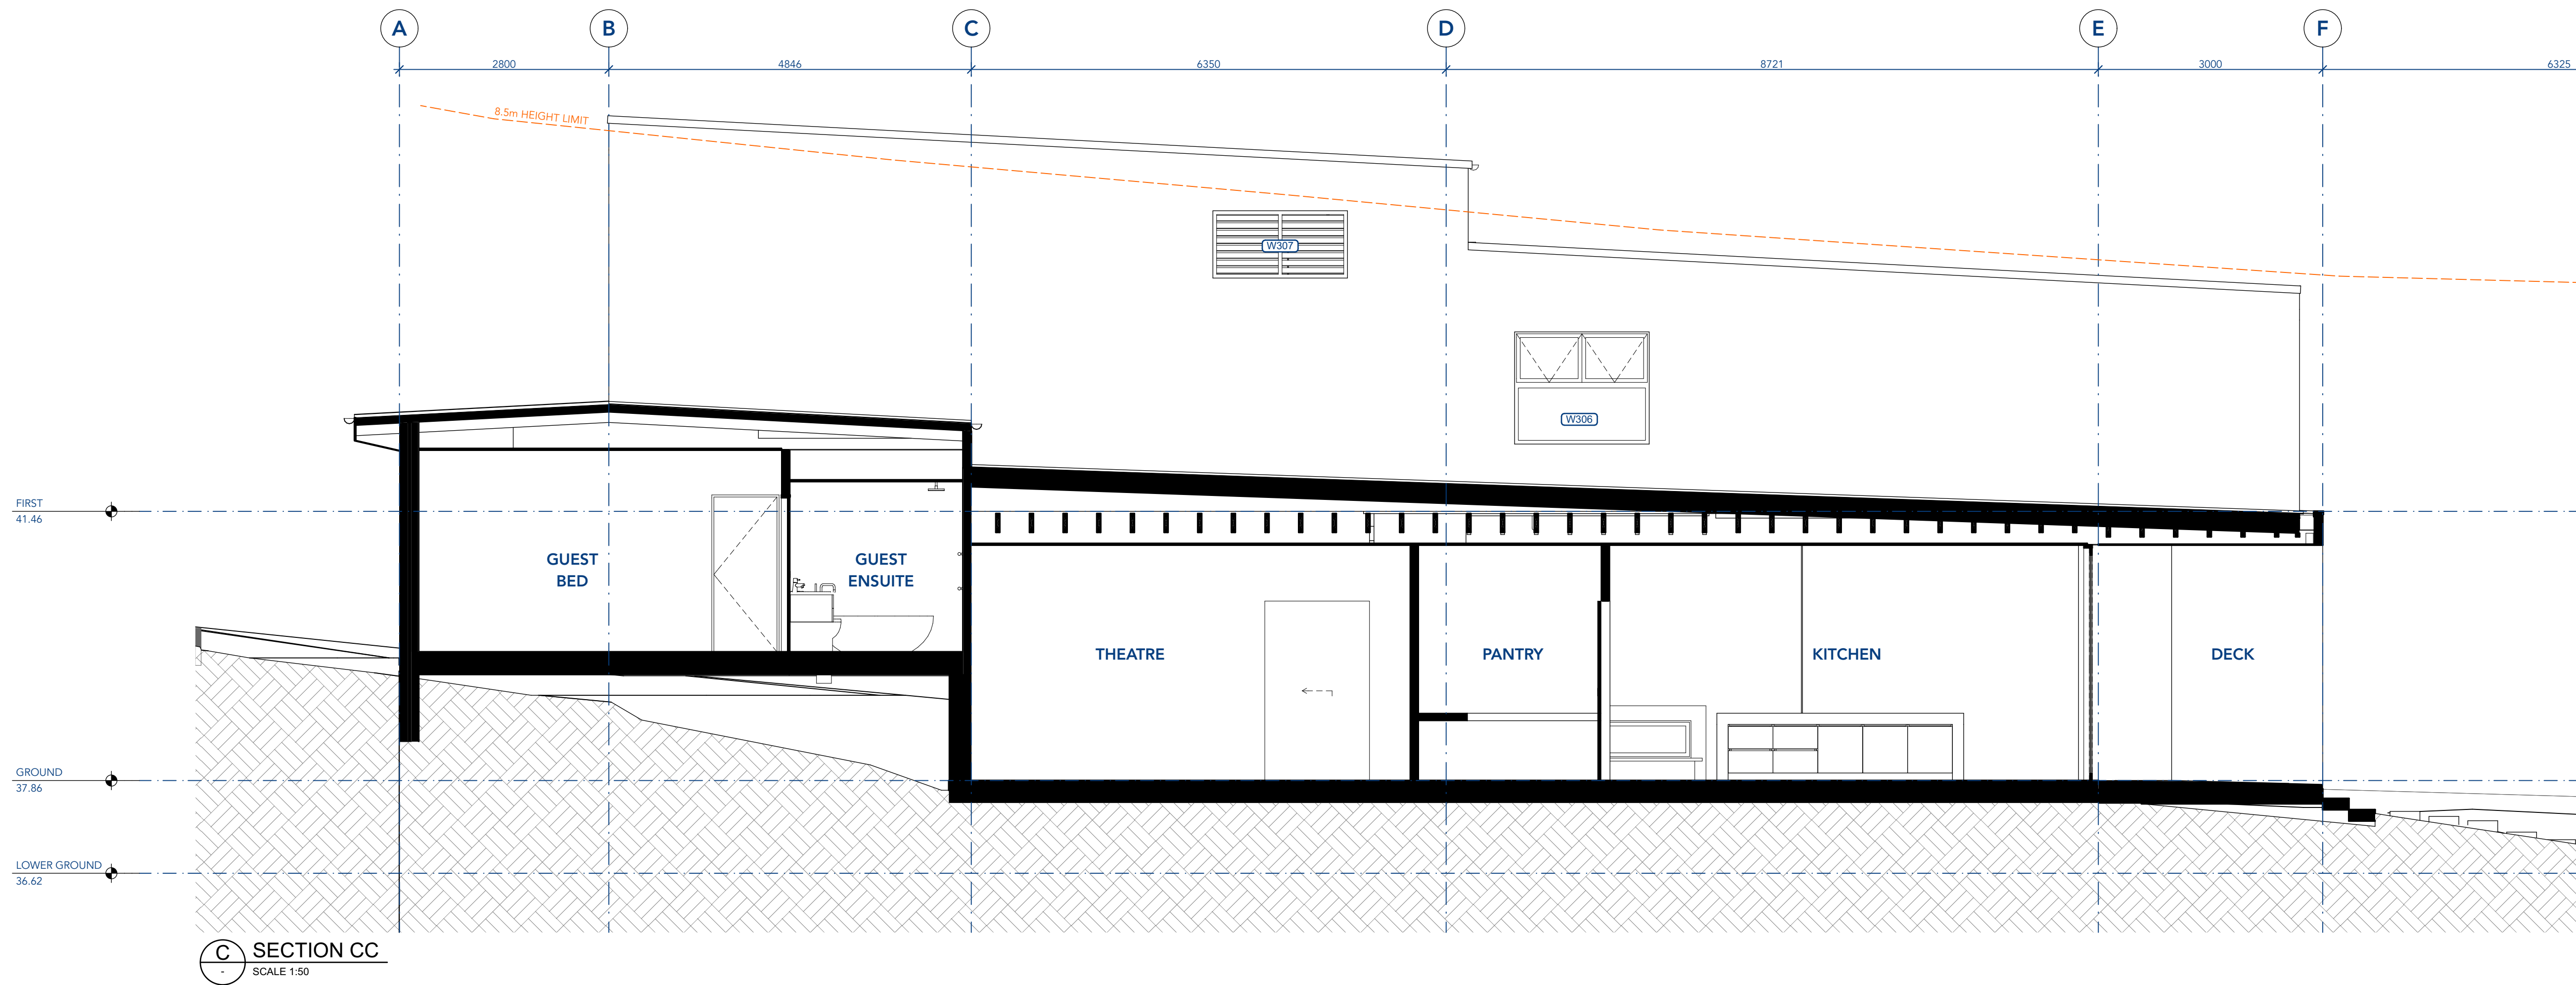 A
B
C
D
E
F
2800
4846
6350
8721
3000
6325
8.5m HEIGHT LIMIT
W307
W306
FIRST
41.46
GUEST
BED
GUEST
ENSUITE
THEATRE
PANTRY
KITCHEN
DECK
GROUND
37.86
LOWER GROUND
36.62
C
-
SECTION CC
SCALE 1:50